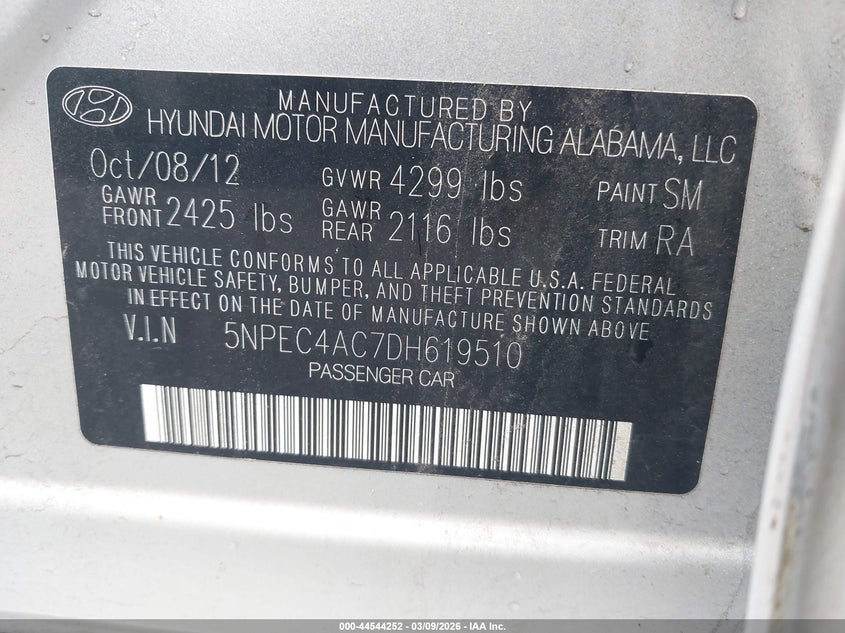 MANUFACTURED BY
HYUNDAI MOTOR MANUFACTURING ALABAMA, LLC
Oct/08/12 GVWR 4299 lbs PAINT SM
GAWR FRONT 2425 lbs GAWR REAR 2116 lbs TRIM RA
THIS VEHICLE CONFORMS TO ALL APPLICABLE U.S.A. FEDERAL
MOTOR VEHICLE SAFETY, BUMPER, AND THEFT PREVENTION STANDARDS
IN EFFECT ON THE DATE OF MANUFACTURE SHOWN ABOVE
V.I.N 5NPEC4AC7DH619510
PASSENGER CAR
000-44544252 | 03/09/2026 | IAA Inc.